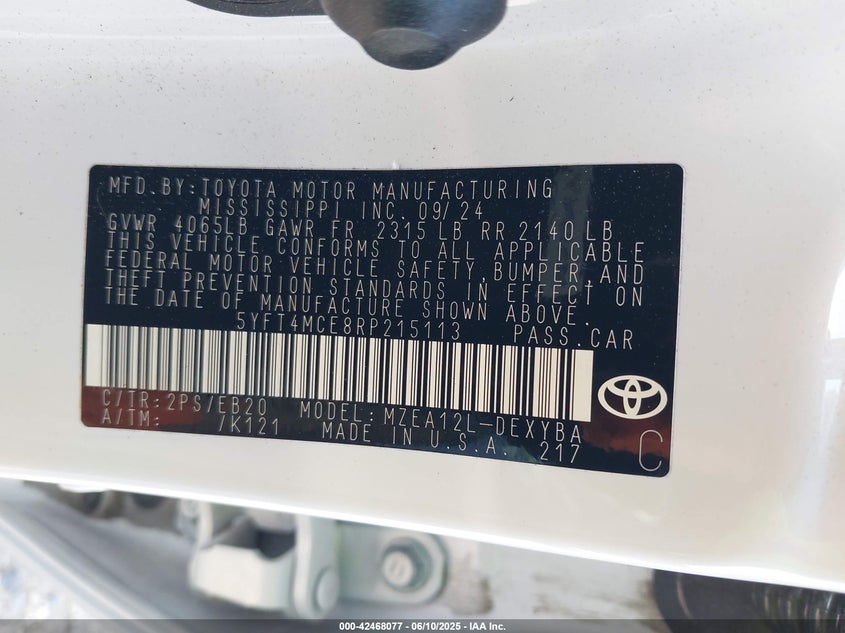 MFD. BY: TOYOTA MOTOR MANUFACTURING
MISSISSIPPI INC. 09/24
GVWR 4065LB GAWR FR 2315 LB RR 2140 LB
THIS VEHICLE CONFORMS TO ALL APPLICABLE
FEDERAL MOTOR VEHICLE SAFETY, BUMPER, AND
THEFT PREVENTION STANDARDS IN EFFECT ON
THE DATE OF MANUFACTURE SHOWN ABOVE.
5YFT4MCE8RP215113 PASS. CAR
C/TR: 2PS/EB20 MODEL: MZEA12L-DEXYBA
A/TM: /K121 MADE IN U.S.A. 217 C
000-42468077 - 06/10/2025 - IAA Inc.